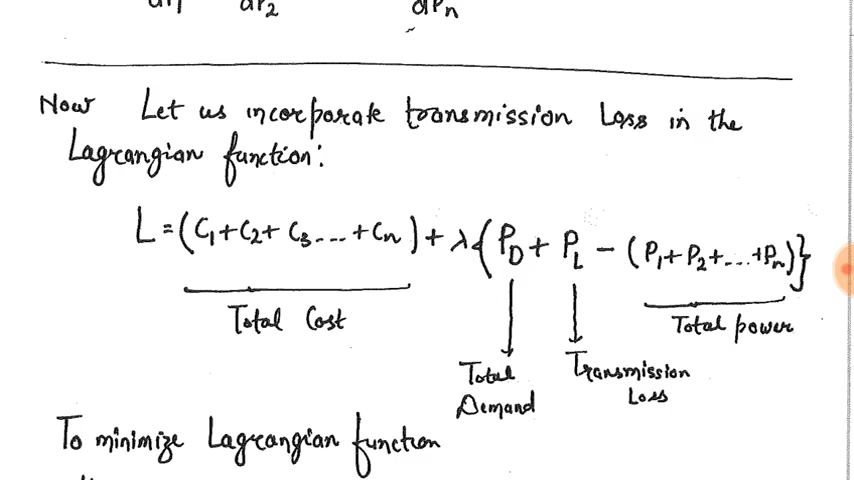 dP₂ dPₙ
Now Let us incorporate transmission Loss in the
Lagrangian function:
L = (C₁+C₂+ C₃.... +Cₙ) + λ{P_D + P_L − (P₁+P₂+...+Pₙ)}
Total Cost
Total power
Total Demand
Transmission Loss
To minimize Lagrangian function